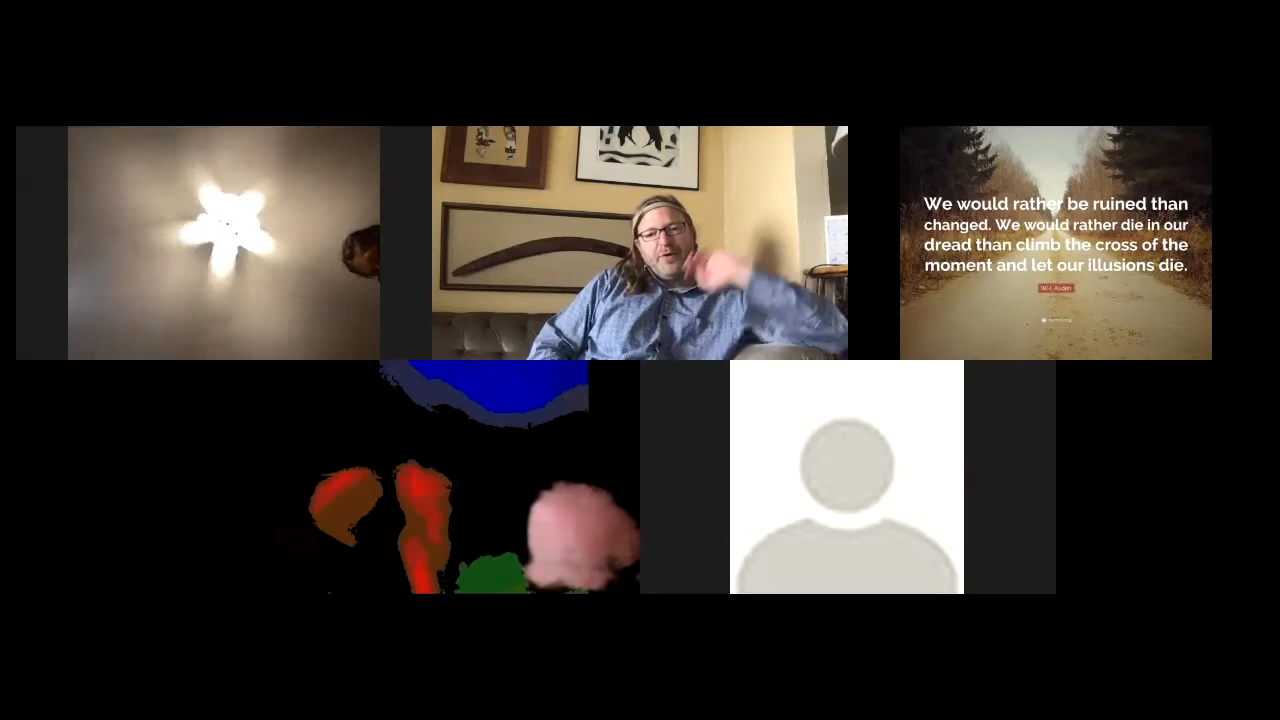 We would rather be ruined than
changed. We would rather die in our
dread than climb the cross of the
moment and let our illusions die.
W.H. Auden